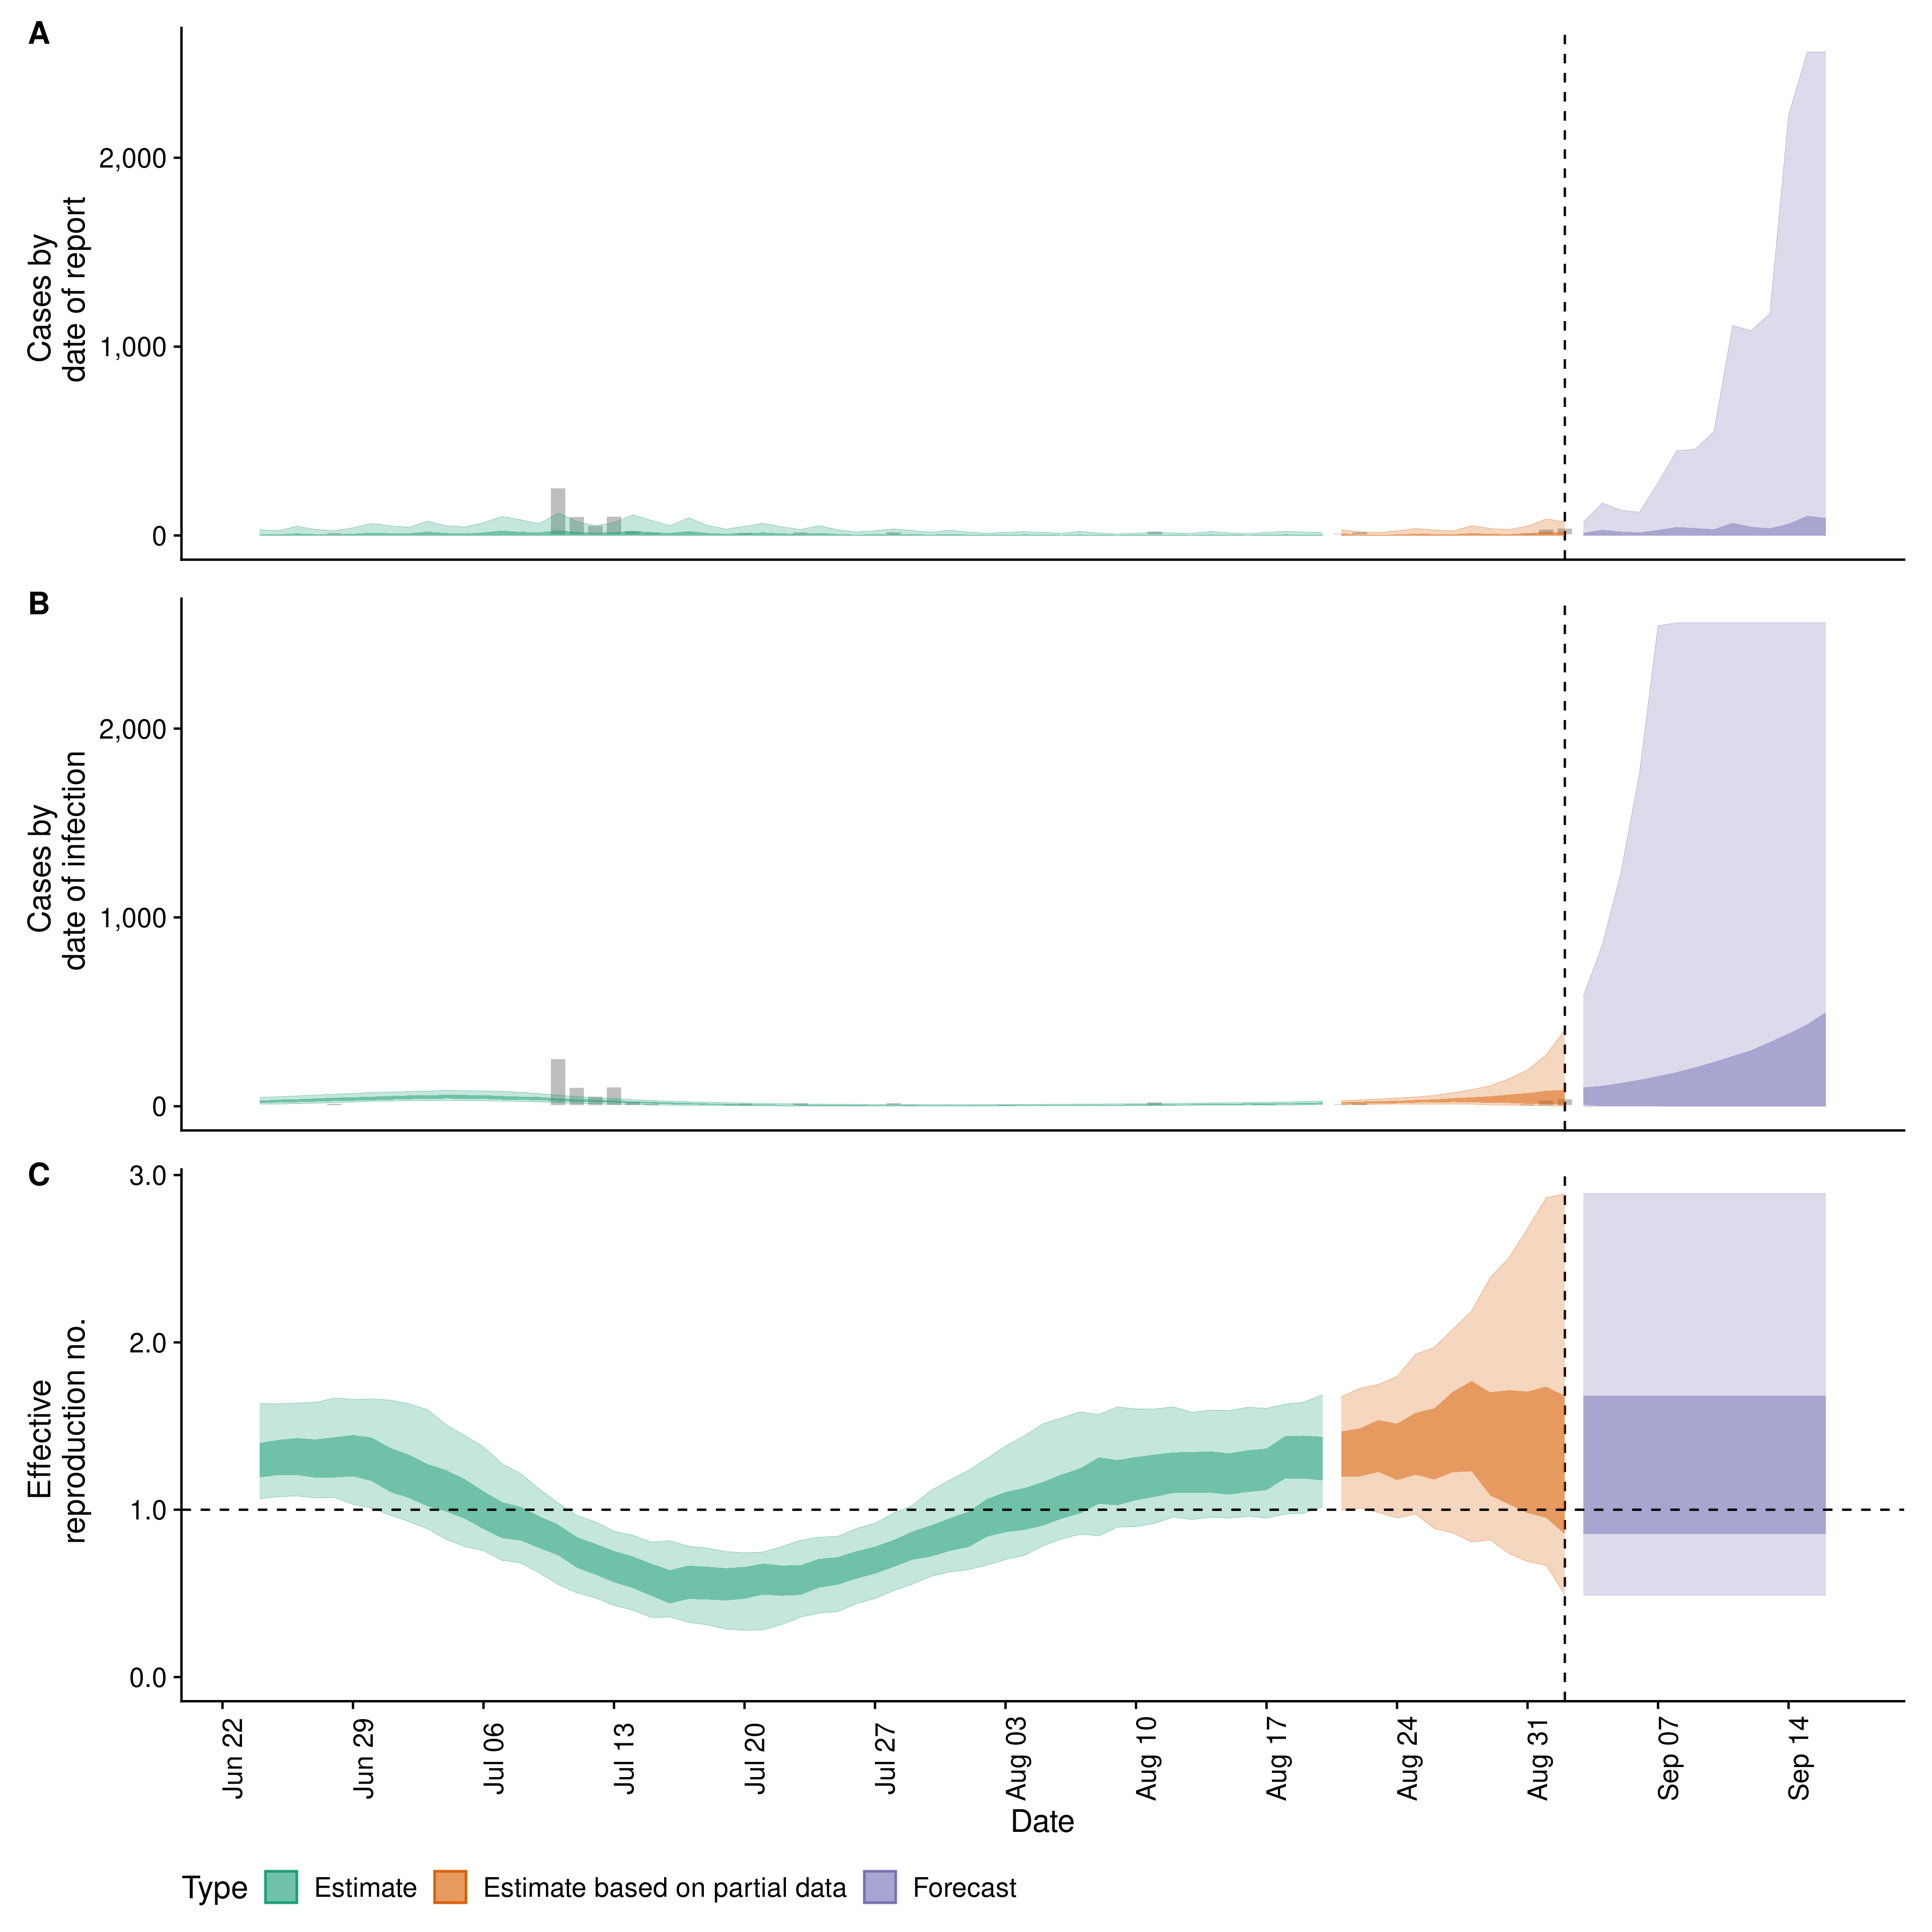 A
Cases by
date of report
2,000
1,000
0
B
Cases by
date of infection
2,000
1,000
0
C
Effective
reproduction no.
3.0
2.0
1.0
0.0
Jun 22
Jun 29
Jul 06
Jul 13
Jul 20
Jul 27
Aug 03
Aug 10
Aug 17
Aug 24
Aug 31
Sep 07
Sep 14
Date
Type Estimate Estimate based on partial data Forecast